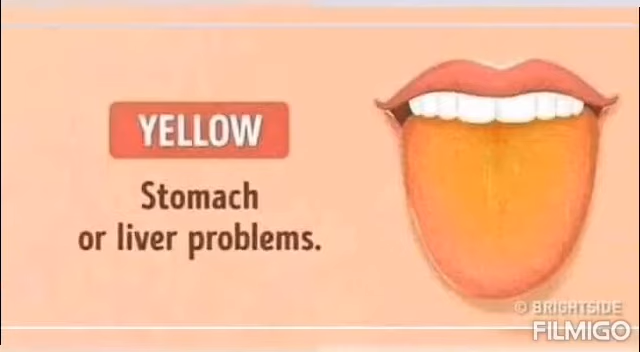 YELLOW
Stomach
or liver problems.
© BRIGHTSIDE
FILMIGO